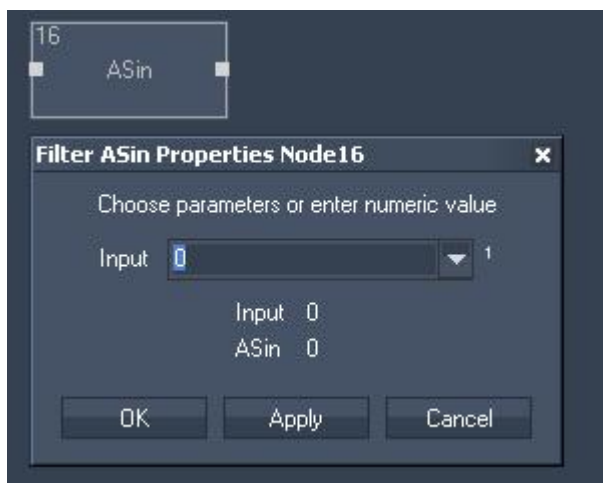 16
ASin
Filter ASin Properties Node16
Choose parameters or enter numeric value
Input 0 1
Input 0
ASin 0
OK Apply Cancel